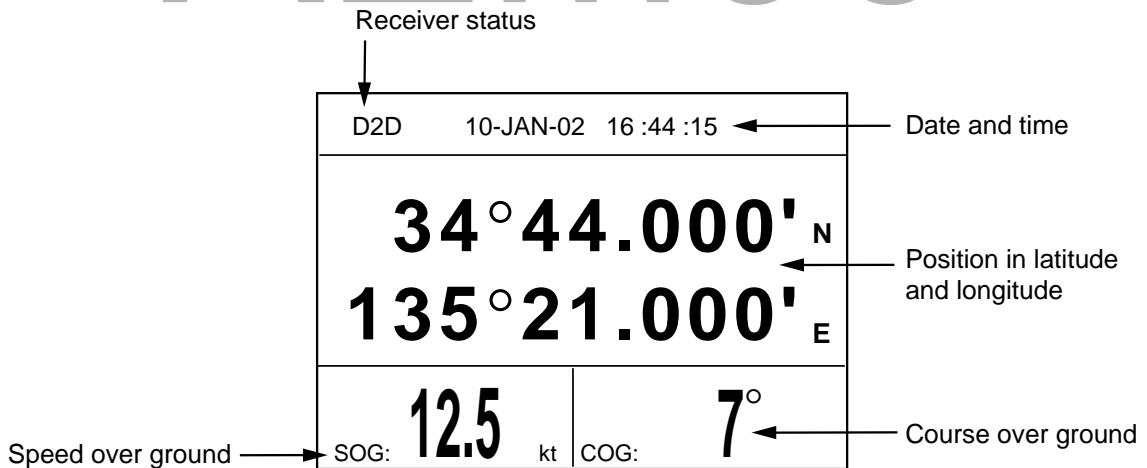 Receiver status
D2D 10-JAN-02 16 :44 :15
Date and time
34°44.000' N
135°21.000' E
Position in latitude
and longitude
12.5
7°
Speed over ground
SOG: kt
COG:
Course over ground